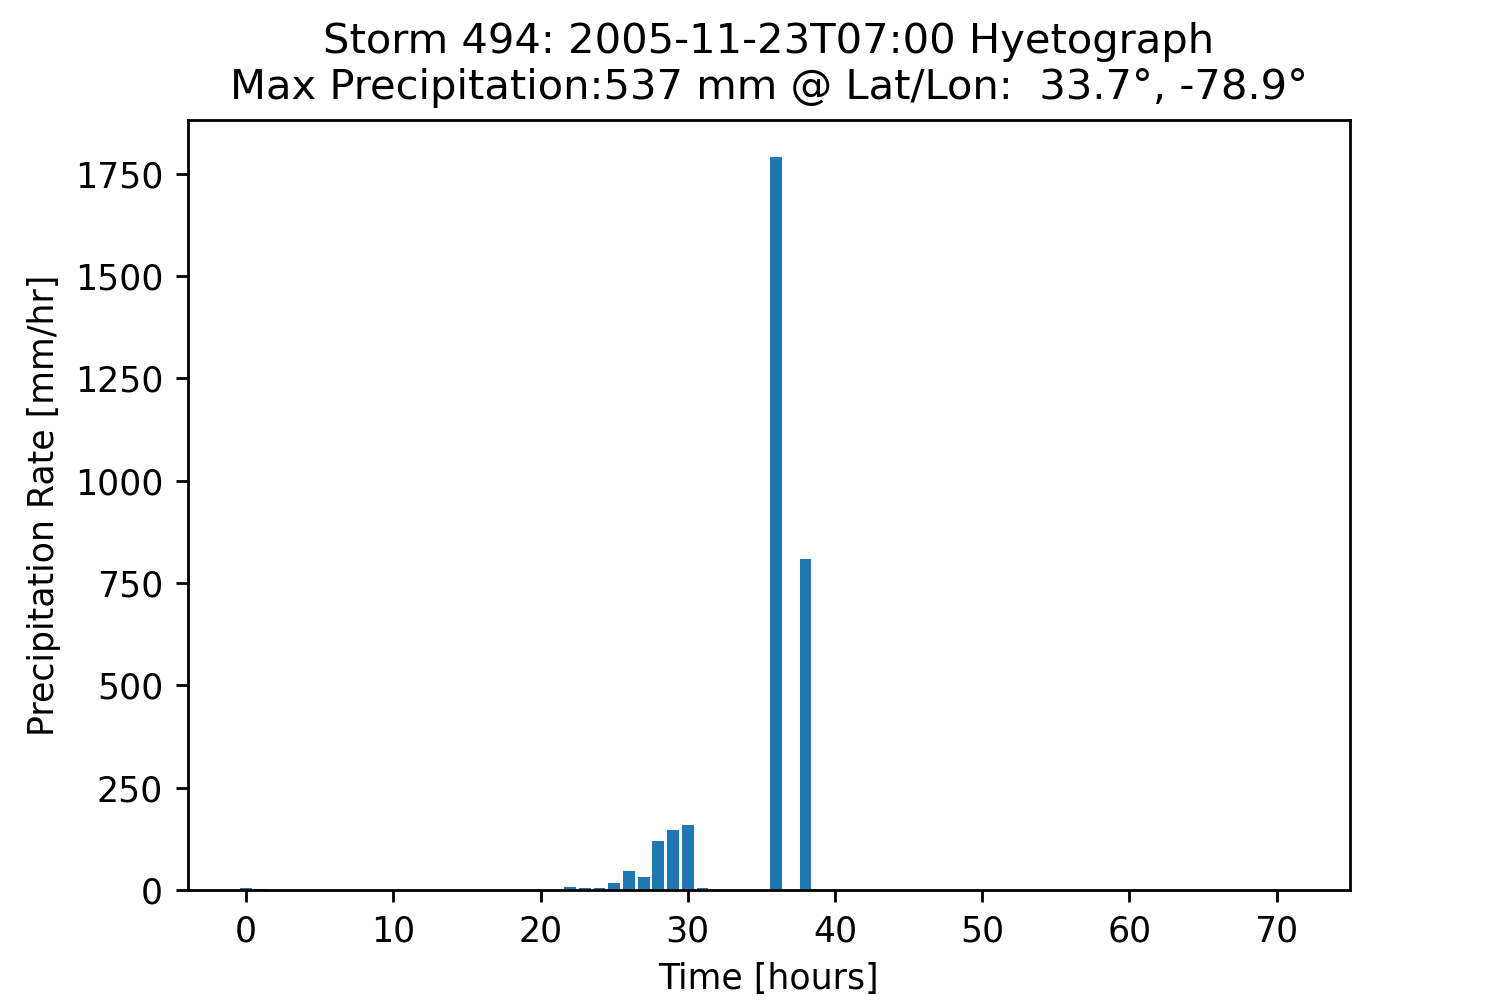 Storm 494: 2005-11-23T07:00 Hyetograph
Max Precipitation:537 mm @ Lat/Lon:  33.7°, -78.9°
1750
1500
1250
1000
750
500
250
0
Precipitation Rate [mm/hr]
0 10 20 30 40 50 60 70
Time [hours]